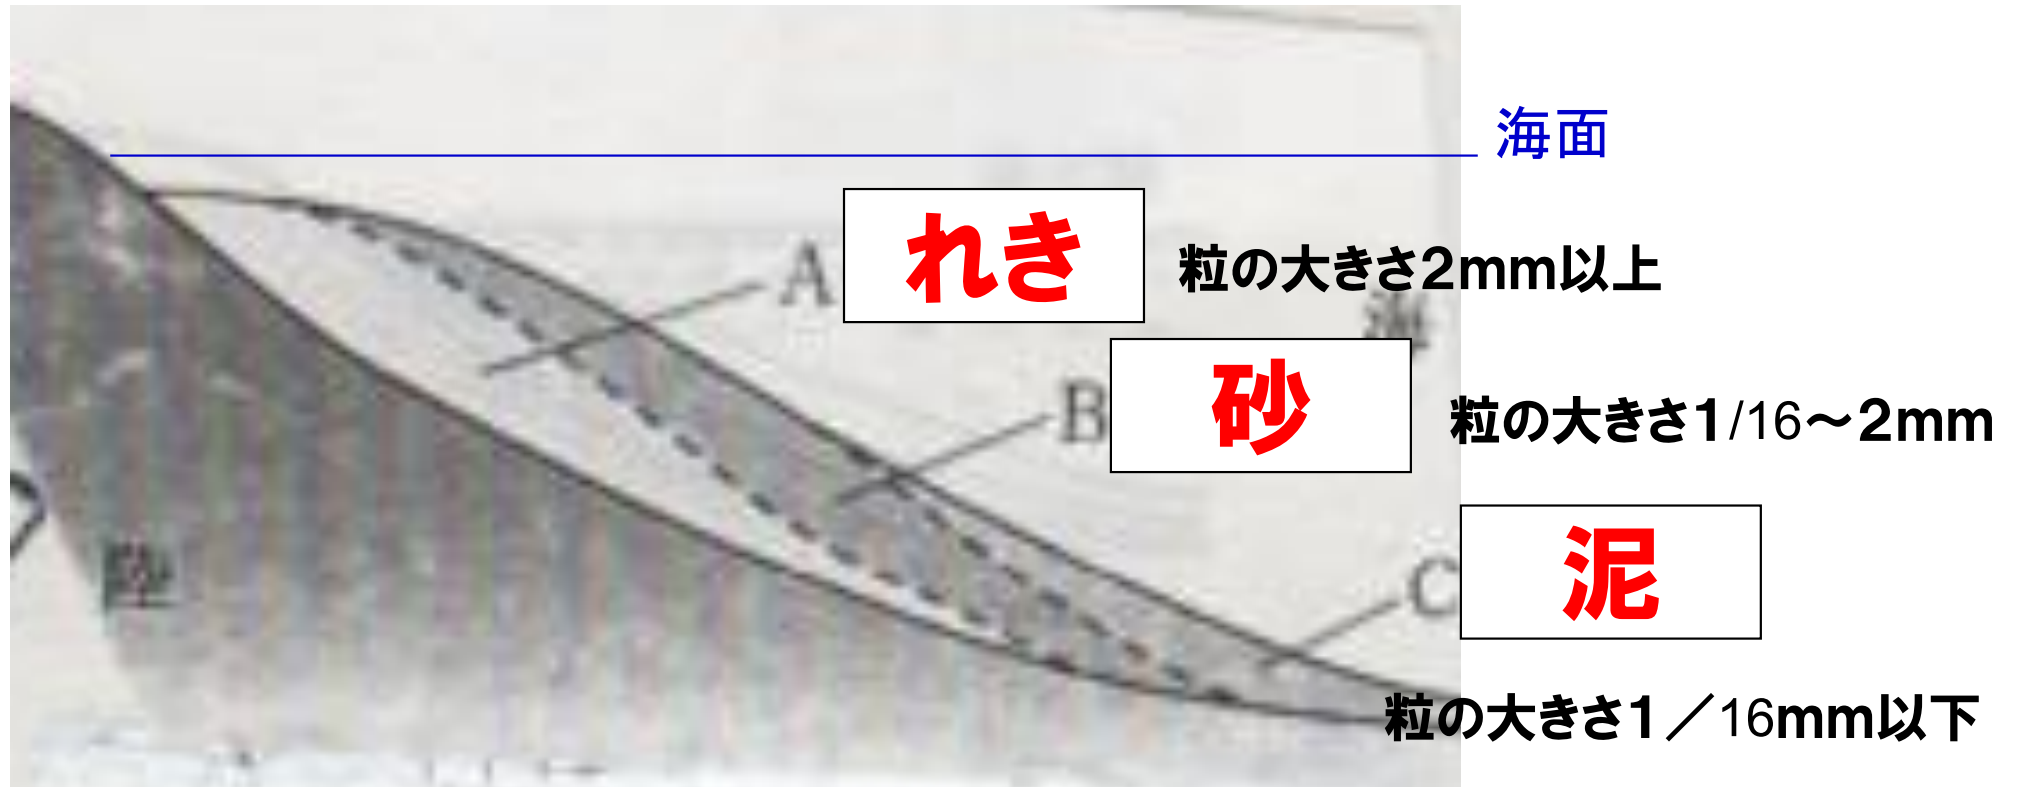 海面
A れき 粒の大きさ2mm以上
海
B 砂 粒の大きさ1/16～2mm
C 泥
陸
粒の大きさ1／16mm以下